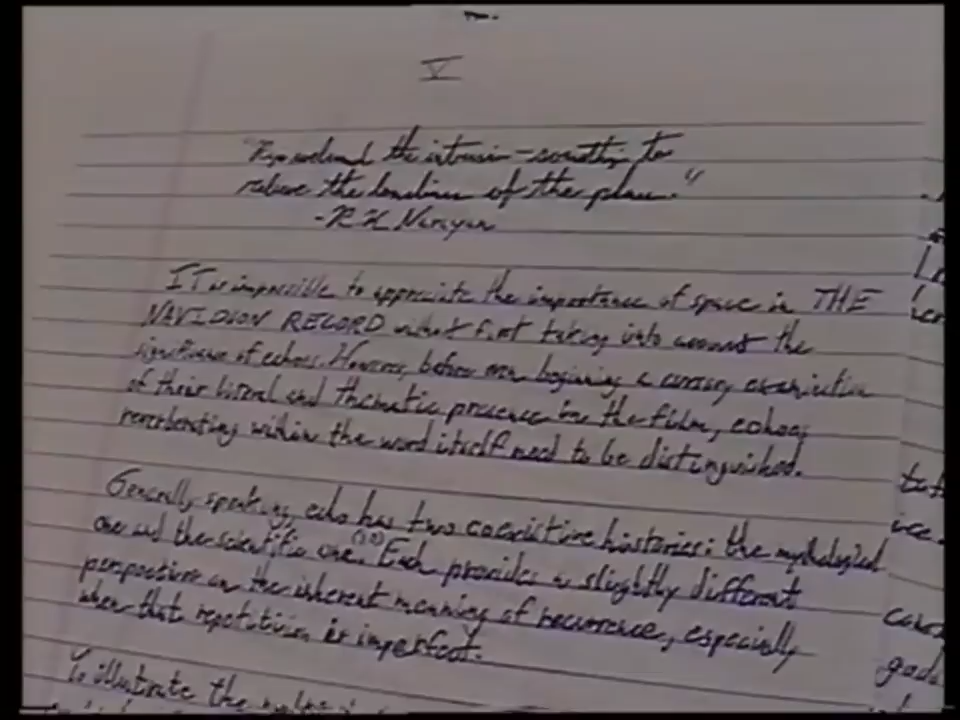 V
"Raju welcomed the intrusion - something to
relieve the loneliness of the place."
- R K Narayan
IT is impossible to appreciate the importance of space in THE
NAVIDSON RECORD without first taking into account the
significance of echoes. However, before even beginning a cursory examination
of their literal and thematic presence in the film, echoes
reverberating within the word itself need to be distinguished.
Generally speaking, echo has two coexistive histories: the mythological
one and the scientific one. Each provides a slightly different
perspective on the inherent meaning of recurrence, especially
when that repetition is imperfect.
To illustrate the